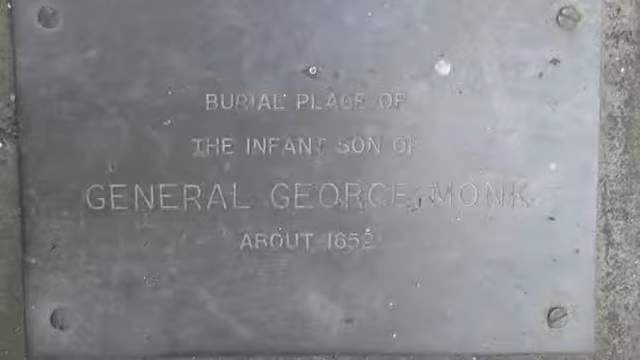 BURIAL PLACE OF
THE INFANT SON OF
GENERAL GEORGE MONK
ABOUT 1652